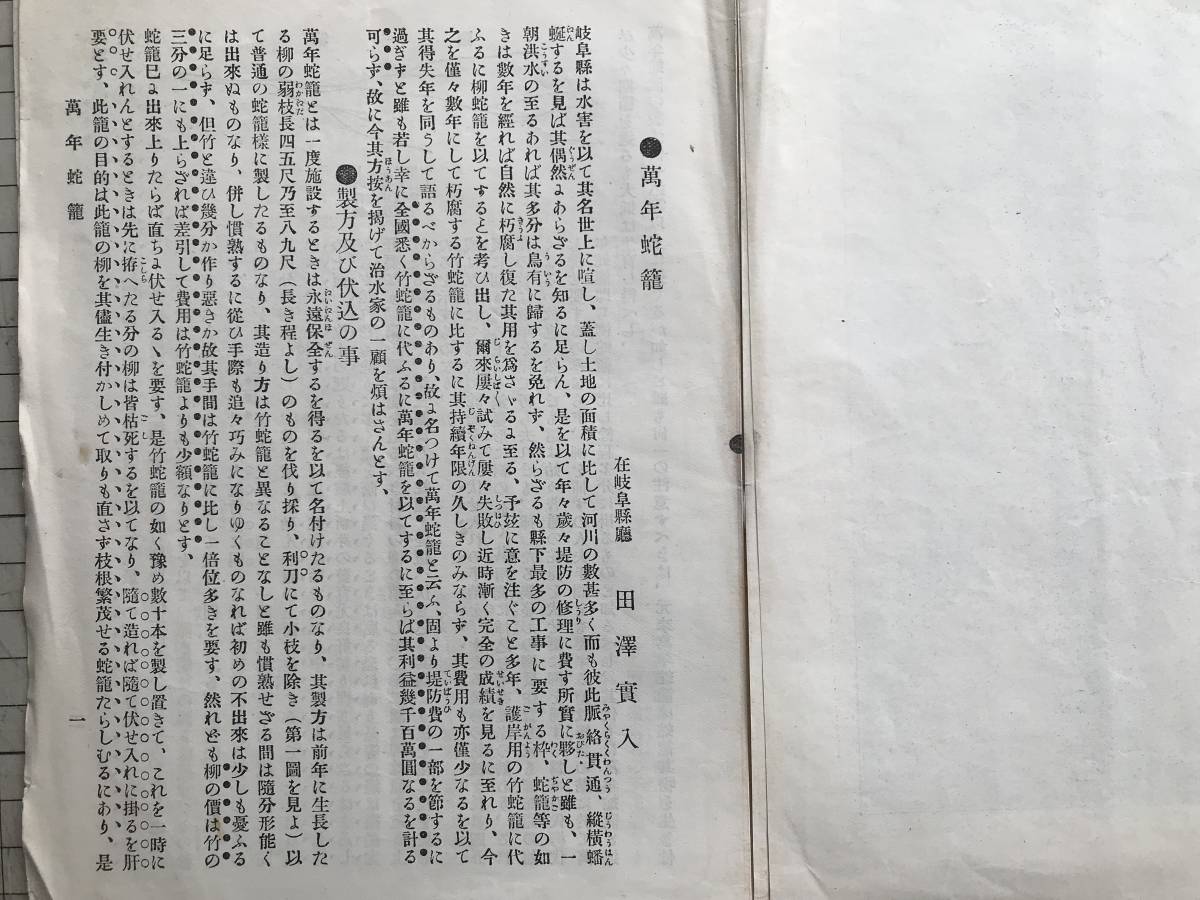 ●萬年蛇籠
在岐阜縣廳 田澤實入
岐阜縣は水害を以て其名世上に喧し、蓋し土地の面積に比して河川の數甚多く而も彼此脈絡貫通、縱橫蟠
蜒するを見ば其偶然ょあらざるを知るに足らん、是を以て年々歲々堤防の修理に費す所實に夥しと雖も、一
朝洪水の至るあれば其多分は烏有に歸するを免れず、然らざるも縣下最多の工事に要する枠、蛇籠等の如
きは數年を經れば自然に朽腐し復た其用を爲さゞるょ至る、予玆に意を注ぐこと多年、護岸用の竹蛇籠に代
ふるに柳蛇籠を以てするとを考ひ出し、爾來屢々試みて屢々失敗し近時漸く完全の成績を見るに至れり、今
之を僅々數年にして朽腐する竹蛇籠に比するに其持續年限の久しきのみならず、其費用も亦僅少なるを以て
其得失年を同うして語るべからざるものあり、故ょ名つけて萬年蛇籠と云ふ、固より堤防費の一部を節するに
過ぎずと雖も若し幸に全國悉く竹蛇籠に代ふるに萬年蛇籠を以てするに至らば其利益幾千百萬圓なるを計る
可らず、故に今其方按を揭げて治水家の一顧を煩はさんとす、
●製方及び伏込の事
萬年蛇籠とは一度施設するときは永遠保全するを得るを以て名付けたるものなり、其製方は前年に生長した
る柳の弱枝長四五尺乃至八九尺（長き程よし）のものを伐り採り、利刀にて小枝を除き（第一圖を見よ）以
て普通の蛇籠樣に製したるものなり、其造り方は竹蛇籠と異なることなしと雖も慣熟せざる間は隨分形能く
は出來ぬものなり、併し慣熟するに從ひ手際も追々巧みになりゆくものなれば初めの不出來は少しも憂ふる
に足らず、但竹と違ひ幾分か作り惡きか故其手間は竹蛇籠に比し一倍位多きを要す、然れども柳の價は竹の
三分の一にも上らざれば差引して費用は竹蛇籠よりも少額なりとす、
蛇籠巳ょ出來上りたらば直ちょ伏せ入るゝを要す、是竹蛇籠の如く豫め數十本を製し置きて、これを一時に
伏せ入れんとするときは先に拵へたる分の柳は皆枯死するを以てなり、隨て造れば隨て伏せ入れに掛るを肝
要とす、此籠の目的は此籠の柳を其儘生き付かしめて取りも直さず枝根繁茂せる蛇籠たらしむるにあり、是
萬年蛇籠 一